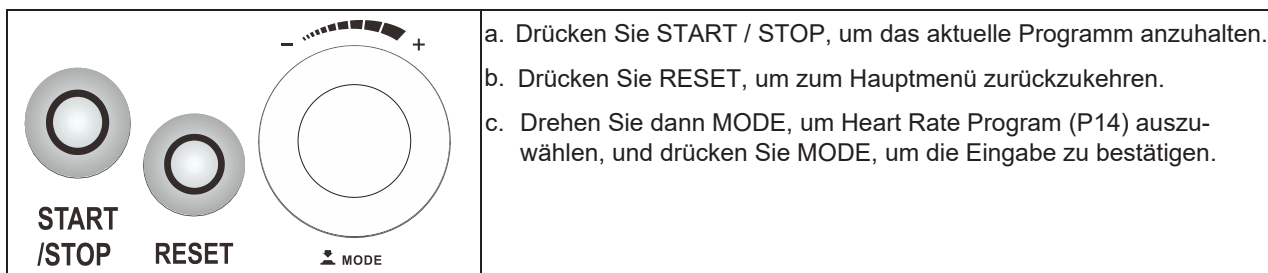 – +
START
/STOP
RESET
MODE
a. Drücken Sie START / STOP, um das aktuelle Programm anzuhalten.
b. Drücken Sie RESET, um zum Hauptmenü zurückzukehren.
c. Drehen Sie dann MODE, um Heart Rate Program (P14) auszu-
wählen, und drücken Sie MODE, um die Eingabe zu bestätigen.